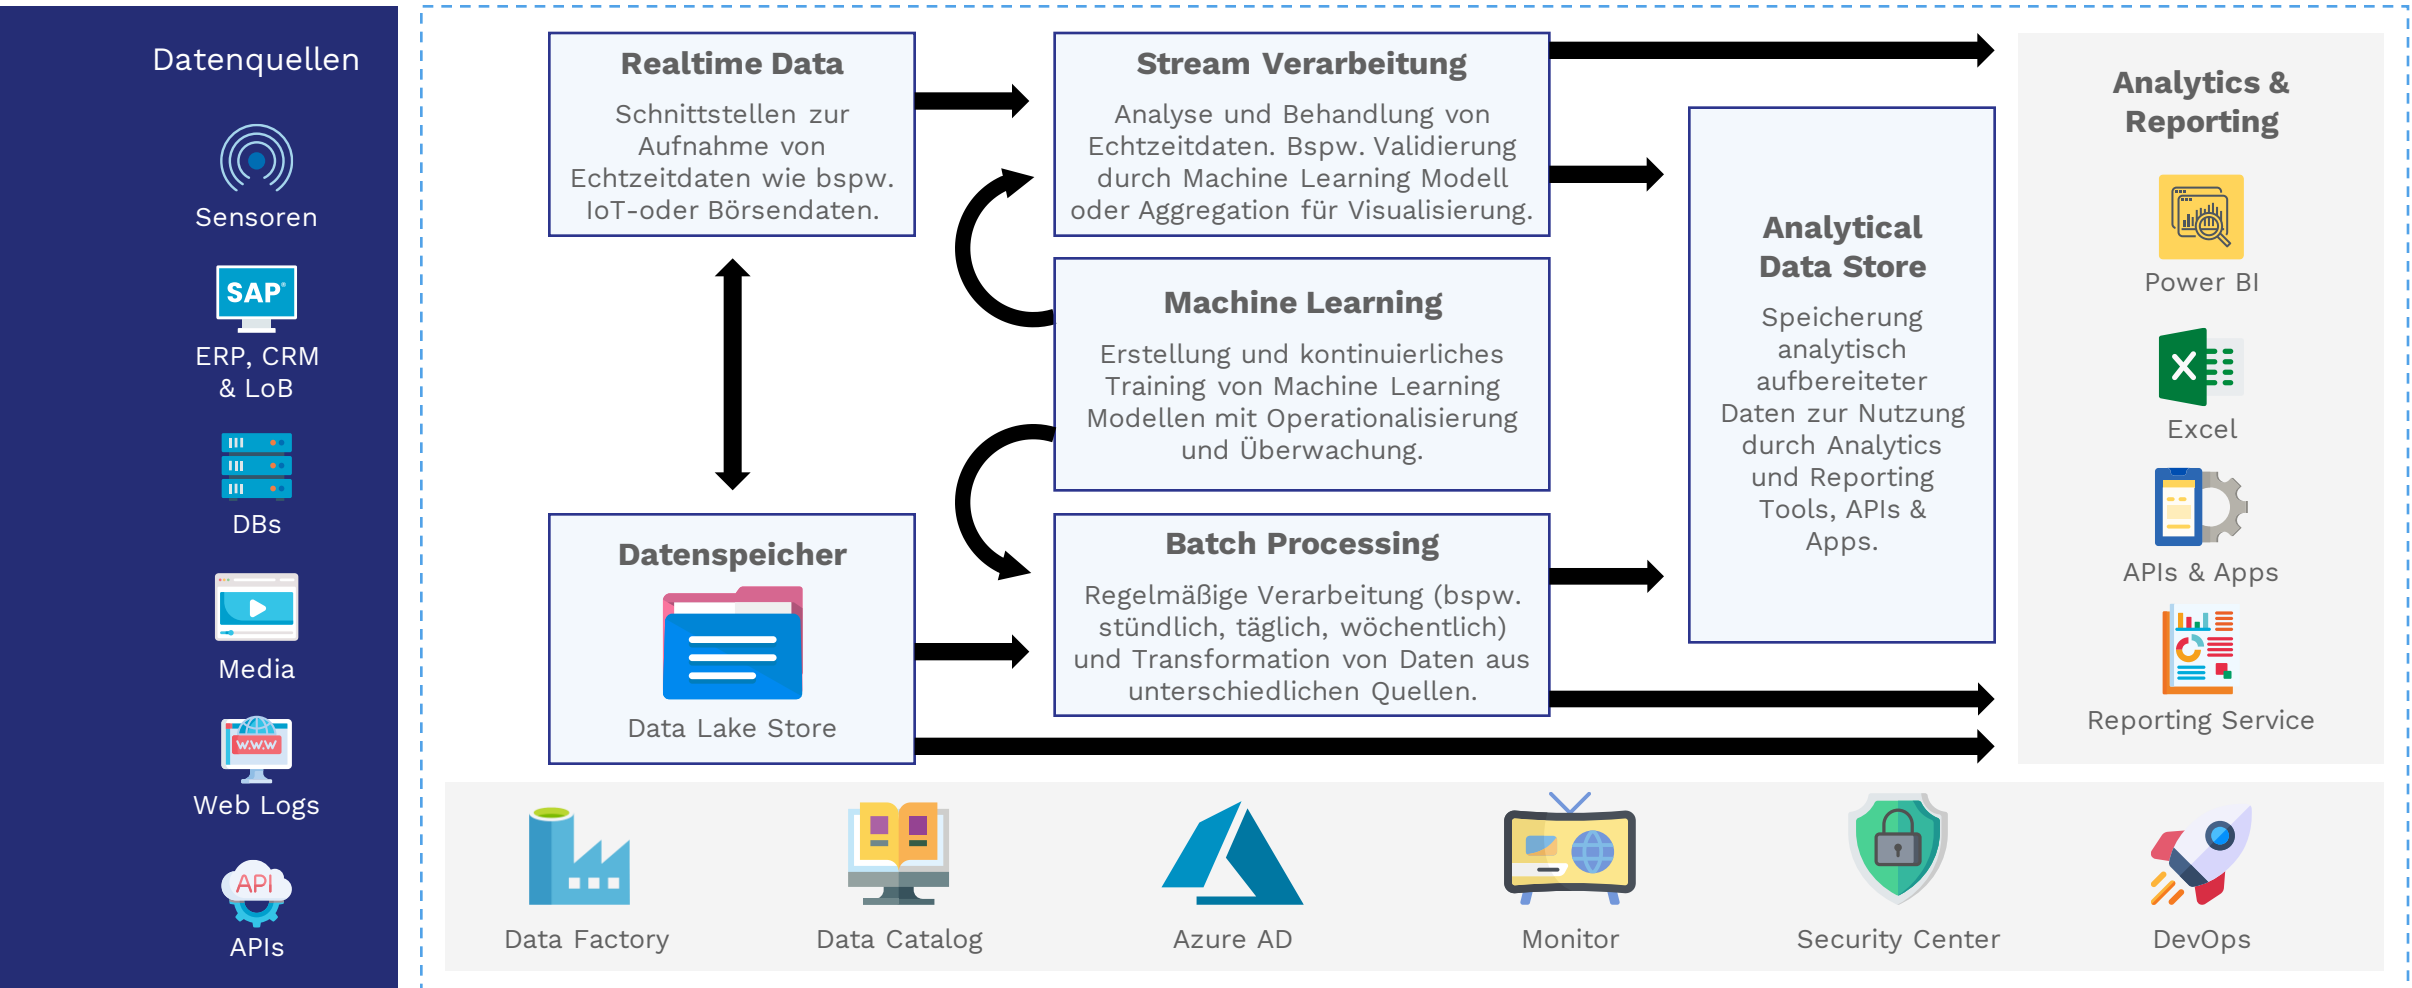 Datenquellen
Sensoren
SAP®
ERP, CRM
& LoB
DBs
Media
W.W.W
Web Logs
API
APIs
Realtime Data
Schnittstellen zur
Aufnahme von
Echtzeitdaten wie bspw.
IoT-oder Börsendaten.
Stream Verarbeitung
Analyse und Behandlung von
Echtzeitdaten. Bspw. Validierung
durch Machine Learning Modell
oder Aggregation für Visualisierung.
Machine Learning
Erstellung und kontinuierliches
Training von Machine Learning
Modellen mit Operationalisierung
und Überwachung.
Datenspeicher
Data Lake Store
Batch Processing
Regelmäßige Verarbeitung (bspw.
stündlich, täglich, wöchentlich)
und Transformation von Daten aus
unterschiedlichen Quellen.
Analytical
Data Store
Speicherung
analytisch
aufbereiteter
Daten zur Nutzung
durch Analytics
und Reporting
Tools, APIs &
Apps.
Analytics &
Reporting
Power BI
X
Excel
APIs & Apps
Reporting Service
Data Factory
Data Catalog
Azure AD
Monitor
Security Center
DevOps